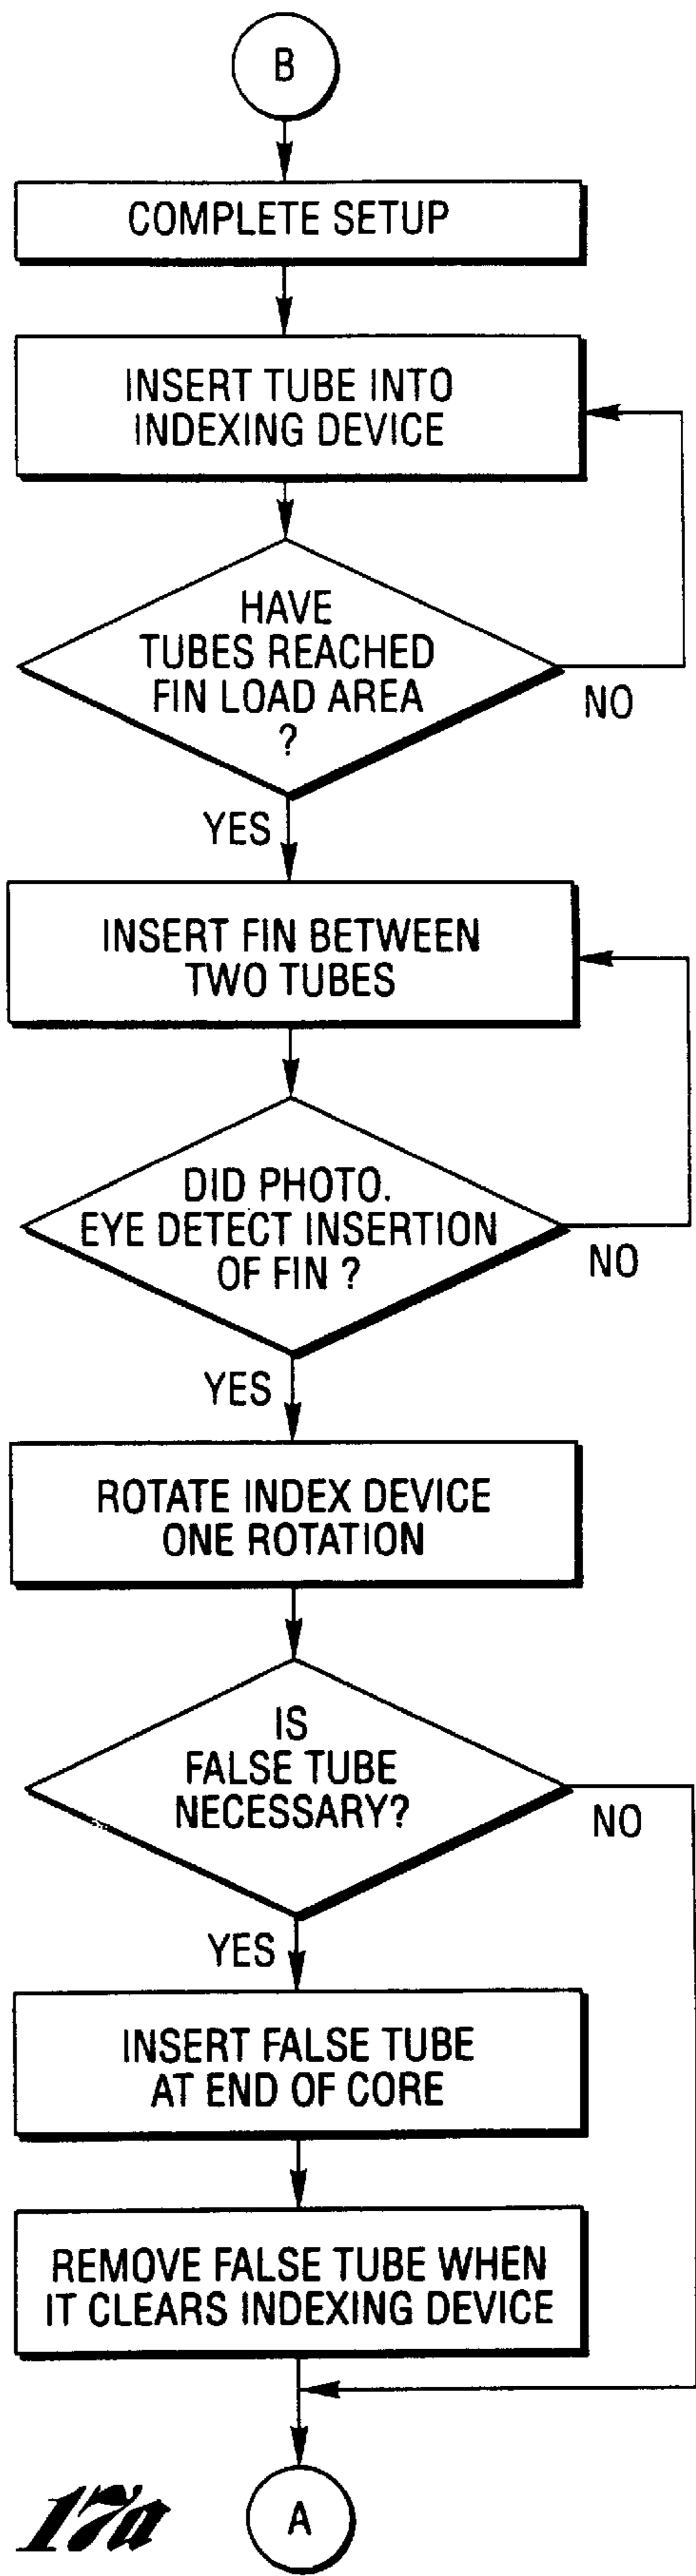 B
COMPLETE SETUP
INSERT TUBE INTO
INDEXING DEVICE
HAVE
TUBES REACHED
FIN LOAD AREA
?
NO
YES
INSERT FIN BETWEEN
TWO TUBES
DID PHOTO.
EYE DETECT INSERTION
OF FIN ?
NO
YES
ROTATE INDEX DEVICE
ONE ROTATION
IS
FALSE TUBE
NECESSARY?
NO
YES
INSERT FALSE TUBE
AT END OF CORE
REMOVE FALSE TUBE WHEN
IT CLEARS INDEXING DEVICE
A
17a